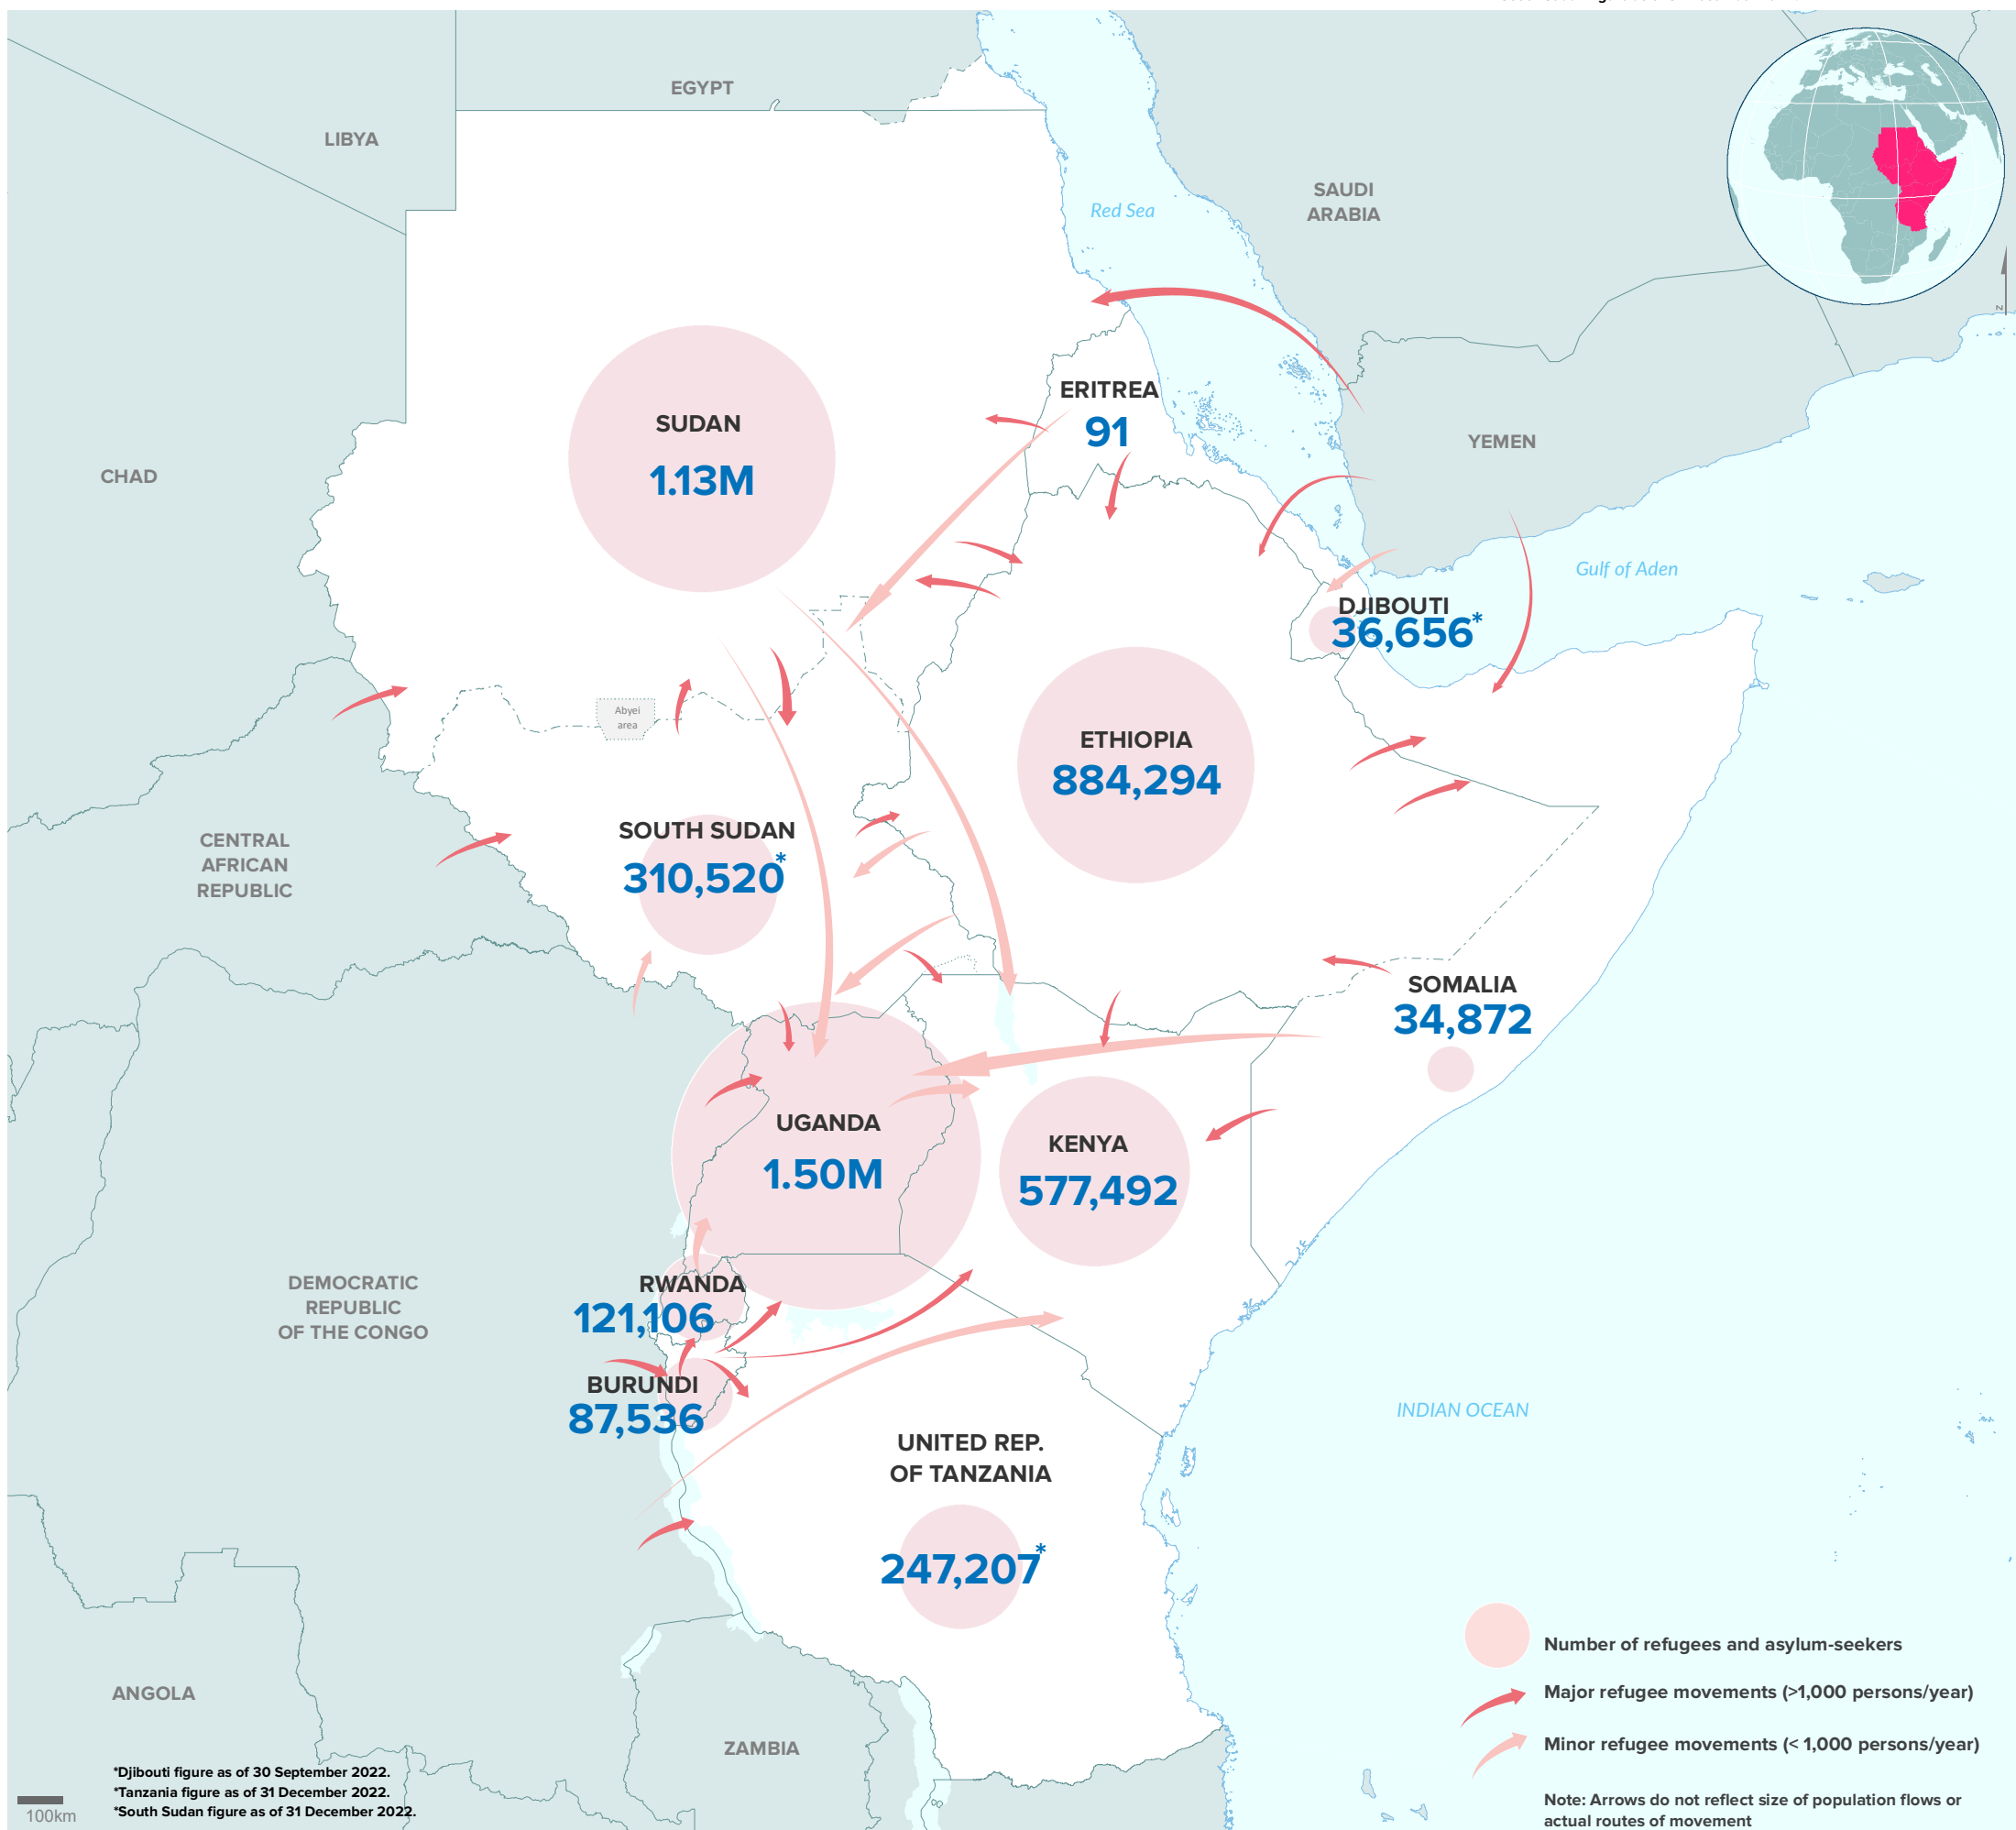 EGYPT
LIBYA
SAUDI
ARABIA
Red Sea
N
ERITREA
91
SUDAN
1.13M
YEMEN
CHAD
Gulf of Aden
DJIBOUTI
36,656*
Abyei
area
ETHIOPIA
884,294
SOUTH SUDAN
310,520*
CENTRAL
AFRICAN
REPUBLIC
SOMALIA
34,872
UGANDA
1.50M
KENYA
577,492
RWANDA
121,106
DEMOCRATIC
REPUBLIC
OF THE CONGO
BURUNDI
87,536
INDIAN OCEAN
UNITED REP.
OF TANZANIA
247,207*
ANGOLA
ZAMBIA
Number of refugees and asylum-seekers
Major refugee movements (>1,000 persons/year)
Minor refugee movements (< 1,000 persons/year)
Note: Arrows do not reflect size of population flows or
actual routes of movement
*Djibouti figure as of 30 September 2022.
*Tanzania figure as of 31 December 2022.
*South Sudan figure as of 31 December 2022.
100km